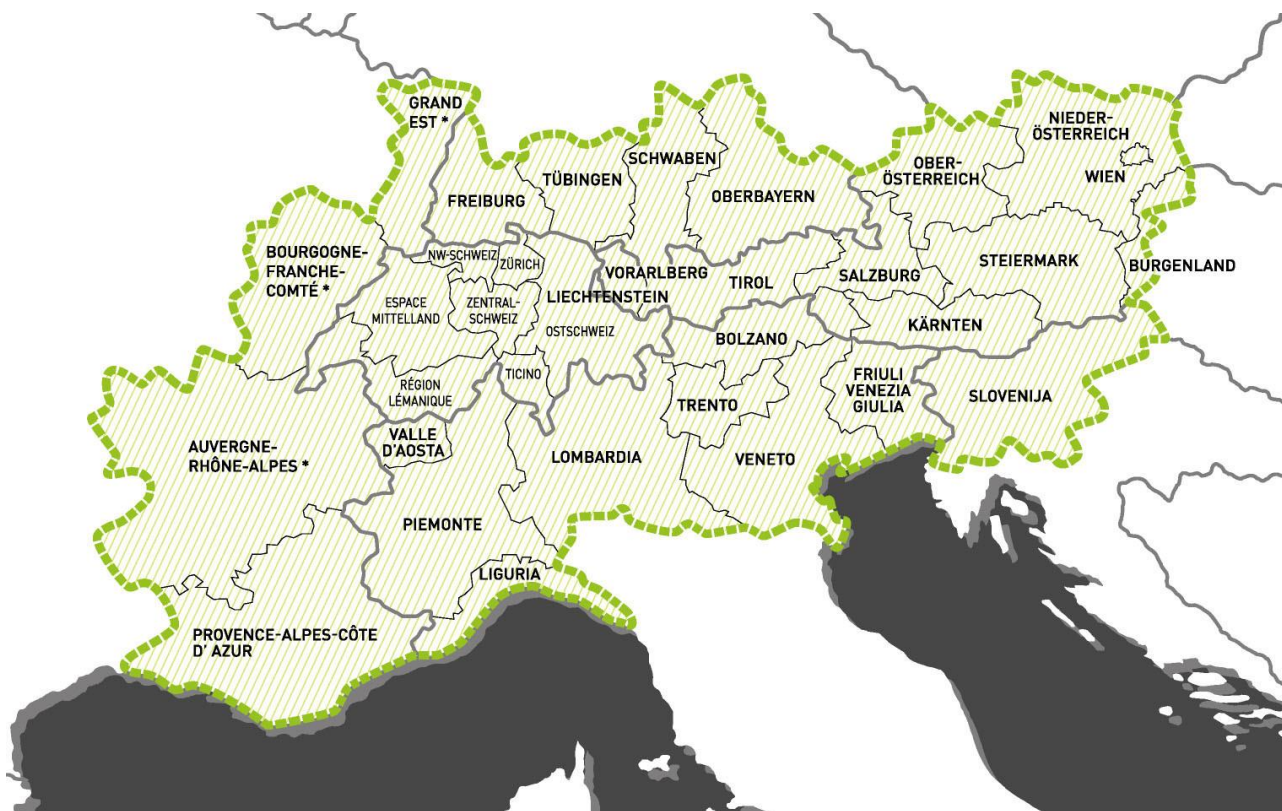 GRAND
EST *
NIEDER-
ÖSTERREICH
SCHWABEN
OBER-
ÖSTERREICH
WIEN
TÜBINGEN
OBERBAYERN
FREIBURG
BOURGOGNE-
FRANCHE-
COMTÉ *
NW-SCHWEIZ
ZÜRICH
VORARLBERG
TIROL
SALZBURG
STEIERMARK
BURGENLAND
LIECHTENSTEIN
ESPACE
MITTELLAND
ZENTRAL-
SCHWEIZ
OSTSCHWEIZ
BOLZANO
KÄRNTEN
RÉGION
LÉMANIQUE
TICINO
TRENTO
FRIULI
VENEZIA
GIULIA
SLOVENIJA
VALLE
D'AOSTA
AUVERGNE-
RHÔNE-ALPES *
LOMBARDIA
VENETO
PIEMONTE
LIGURIA
PROVENCE-ALPES-CÔTE
D' AZUR